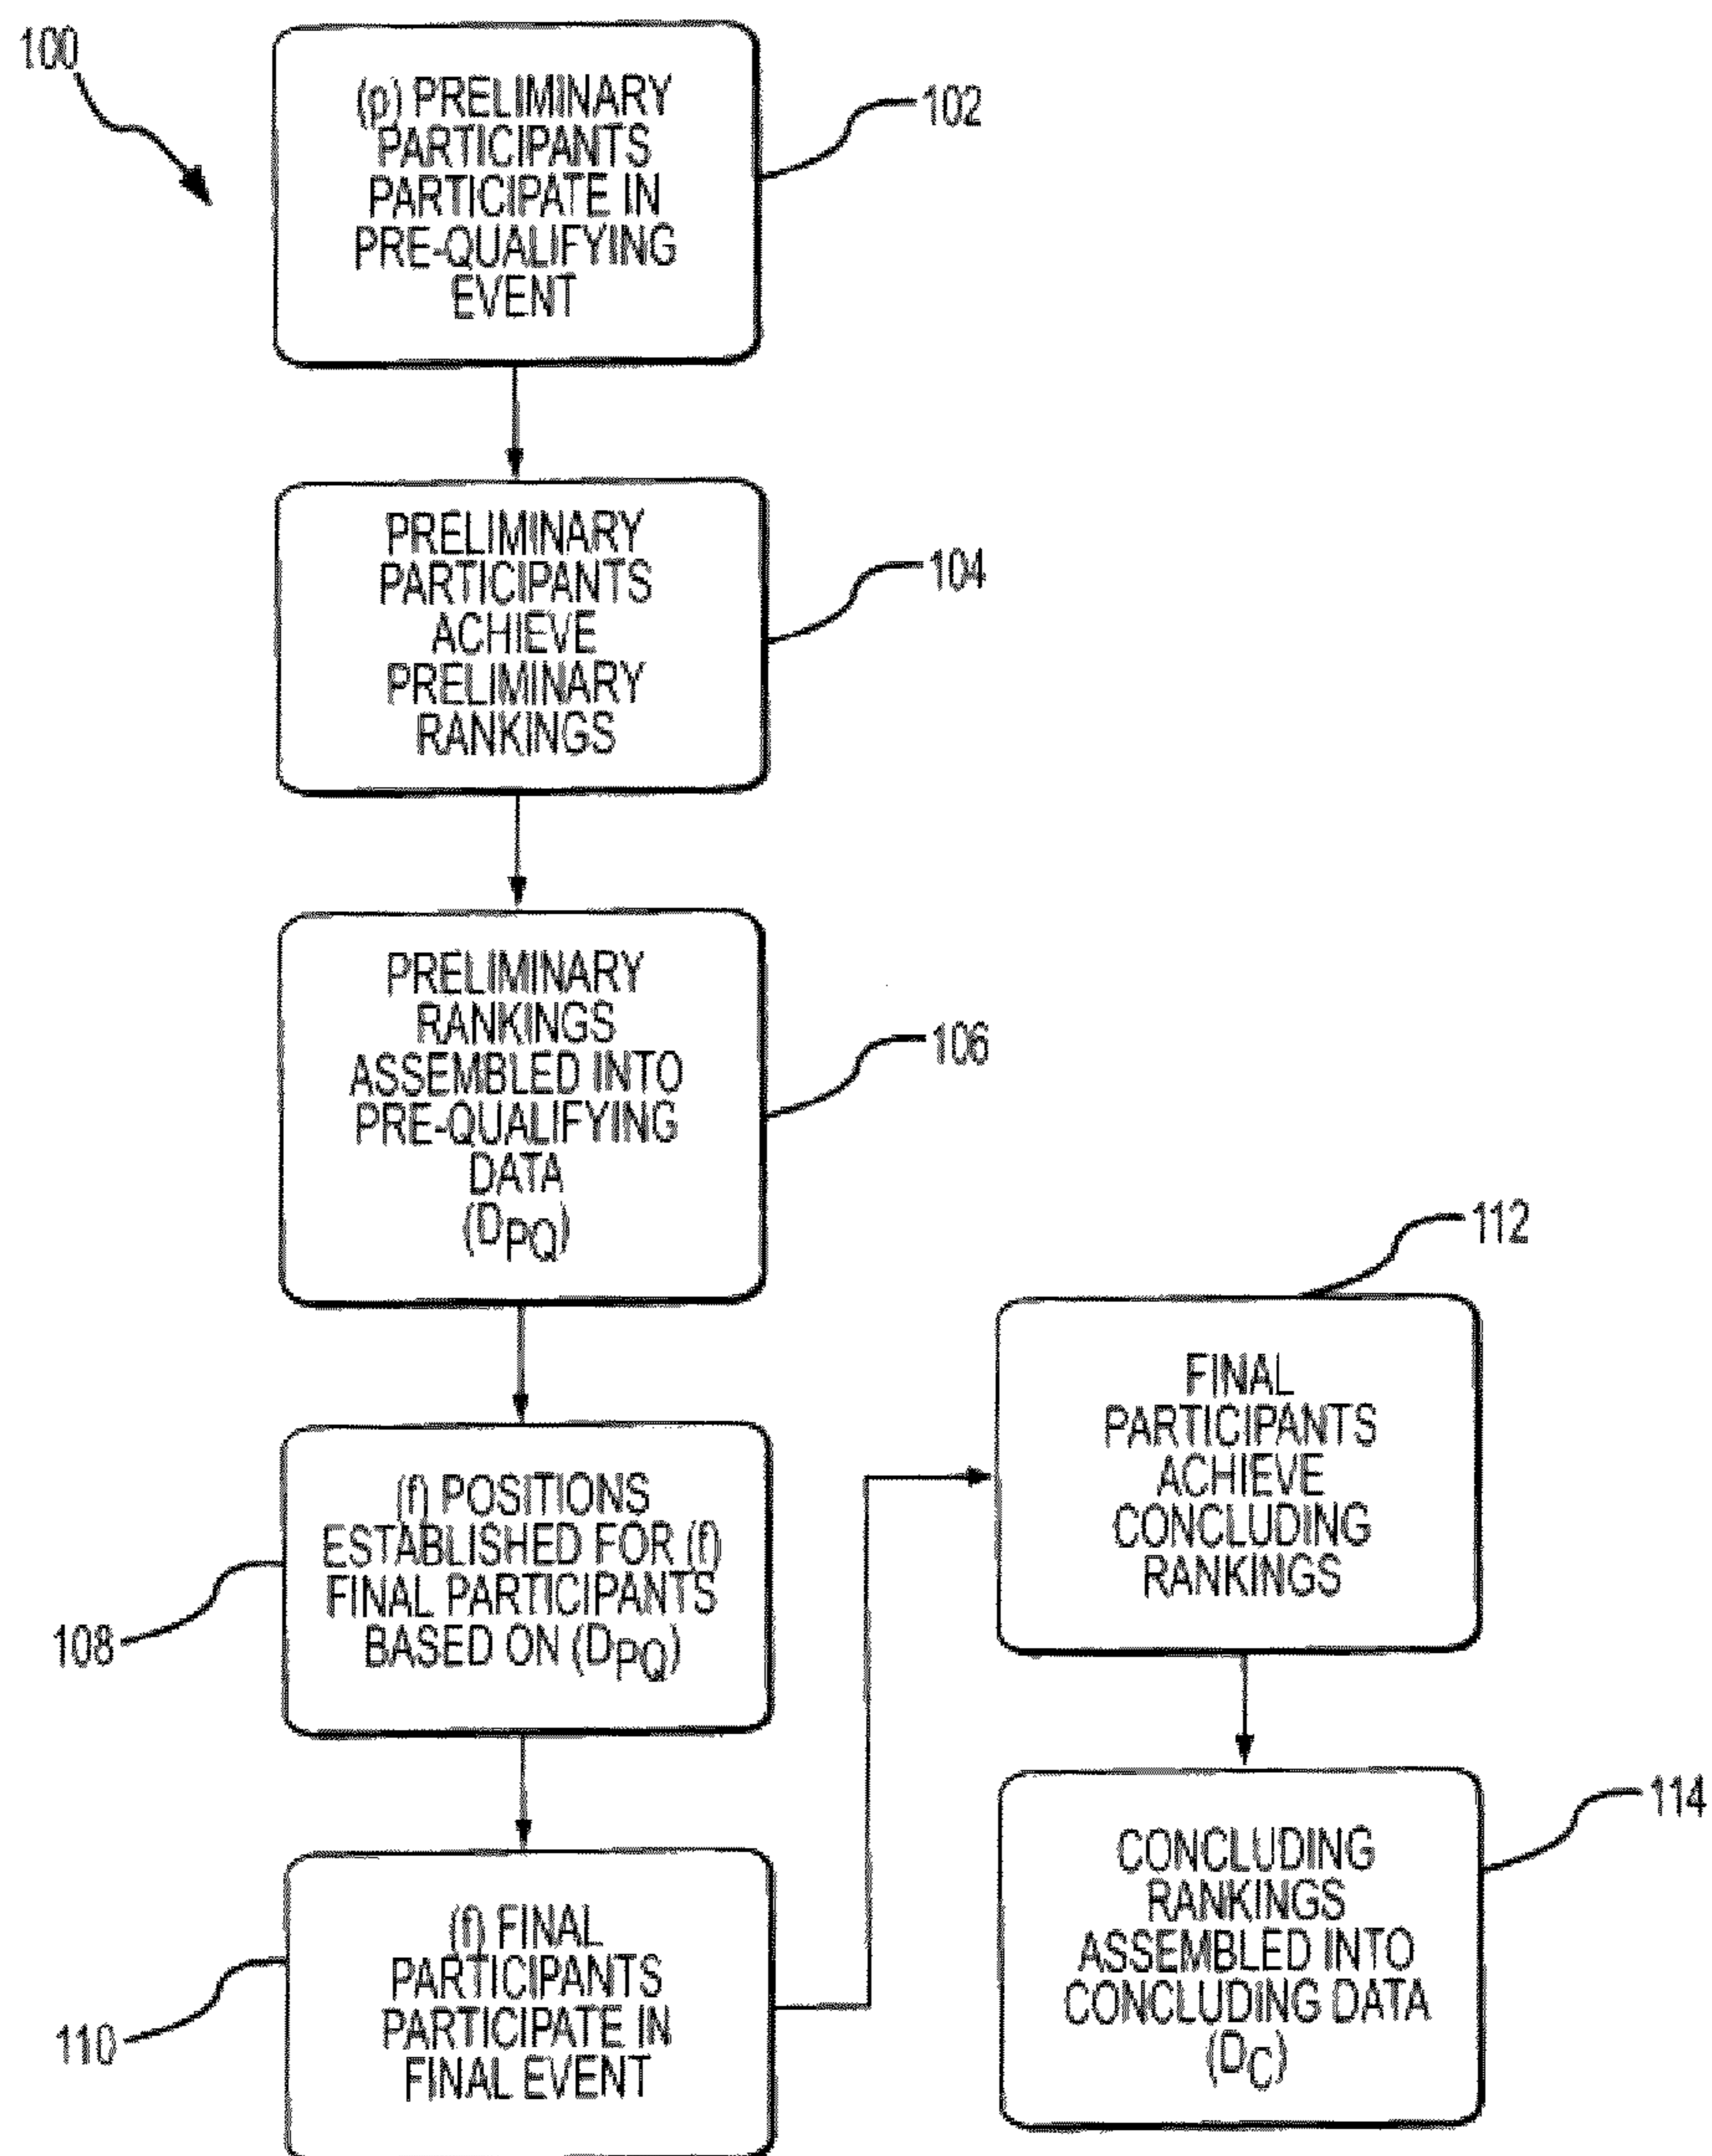 100
(p) PRELIMINARY
PARTICIPANTS
PARTICIPATE IN
PRE-QUALIFYING
EVENT
102
PRELIMINARY
PARTICIPANTS
ACHIEVE
PRELIMINARY
RANKINGS
104
PRELIMINARY
RANKINGS
ASSEMBLED INTO
PRE-QUALIFYING
DATA
(DPQ)
106
(f) POSITIONS
ESTABLISHED FOR (f)
FINAL PARTICIPANTS
BASED ON (DPQ)
108
(f) FINAL
PARTICIPANTS
PARTICIPATE IN
FINAL EVENT
110
112
FINAL
PARTICIPANTS
ACHIEVE
CONCLUDING
RANKINGS
114
CONCLUDING
RANKINGS
ASSEMBLED INTO
CONCLUDING DATA
(DC)